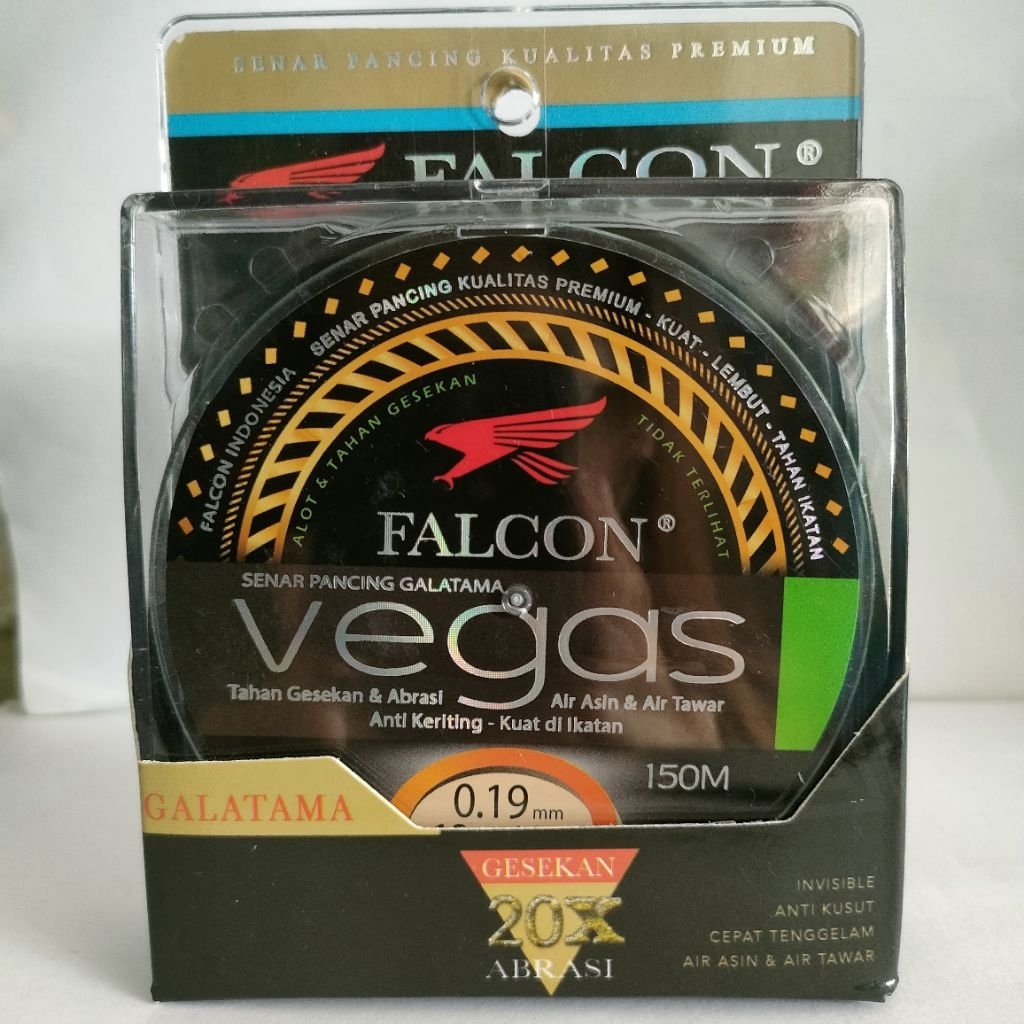 SENAR PANCING KUALITAS PREMIUM
FALCON®
FALCON INDONESIA
SENAR PANCING KUALITAS PREMIUM - KUAT - LEMBUT - TAHAN IKATAN
ALOT & TAHAN GESEKAN
TIDAK TERLIHAT
FALCON®
SENAR PANCING GALATAMA
vegas
Tahan Gesekan & Abrasi
Air Asin & Air Tawar
Anti Keriting - Kuat di Ikatan
150M
0.19 mm
GALATAMA
GESEKAN
20X
ABRASI
INVISIBLE
ANTI KUSUT
CEPAT TENGGELAM
AIR ASIN & AIR TAWAR